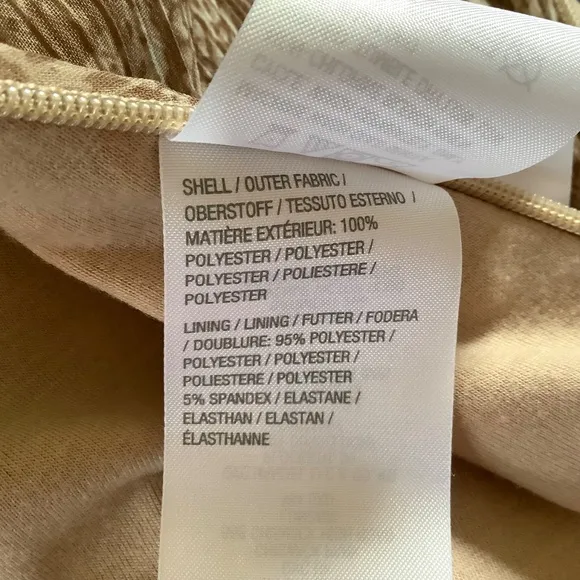 SHELL / OUTER FABRIC /
OBERSTOFF / TESSUTO ESTERNO /
MATIÈRE EXTÉRIEUR: 100%
POLYESTER / POLYESTER /
POLYESTER / POLIESTERE /
POLYESTER
LINING / LINING / FUTTER / FODERA
/ DOUBLURE: 95% POLYESTER /
POLYESTER / POLYESTER /
POLIESTERE / POLYESTER
5% SPANDEX / ELASTANE /
ELASTHAN / ELASTAN /
ÉLASTHANNE